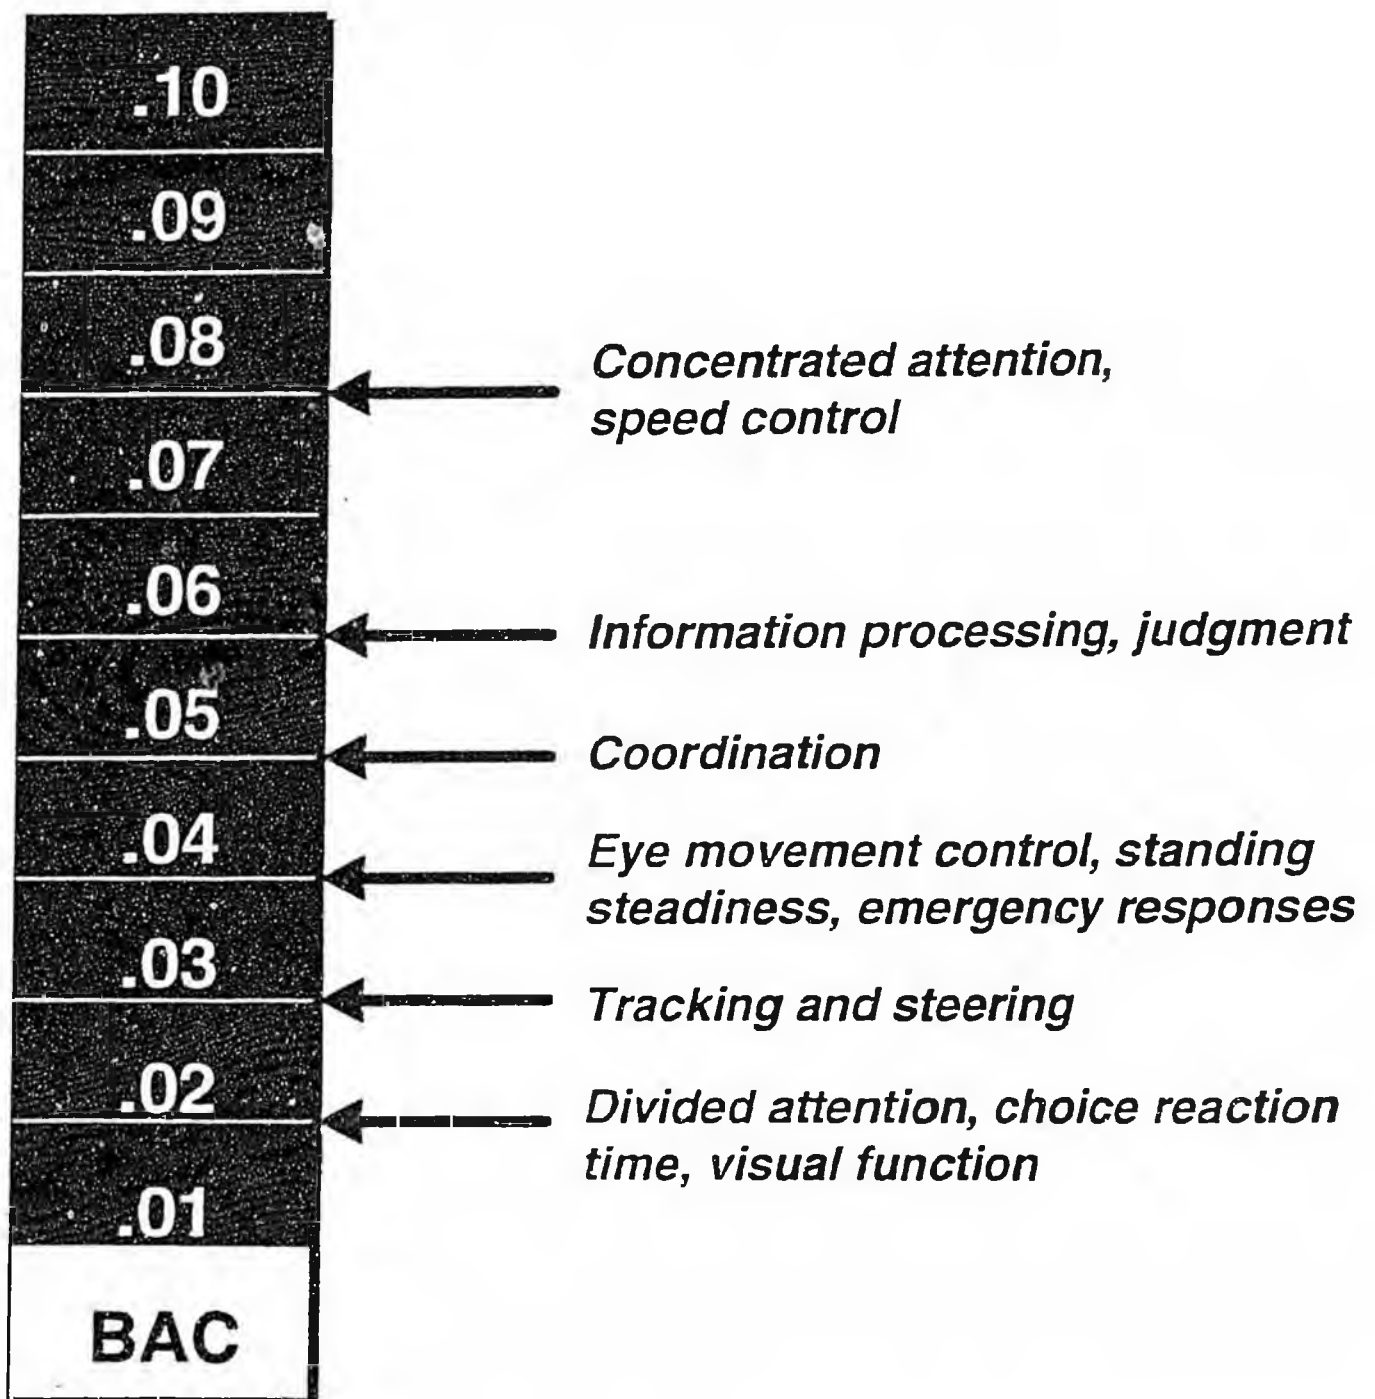 .10
.09
.08
Concentrated attention,
speed control
.07
.06
Information processing, judgment
.05
Coordination
.04
Eye movement control, standing
steadiness, emergency responses
.03
Tracking and steering
.02
Divided attention, choice reaction
time, visual function
.01
BAC